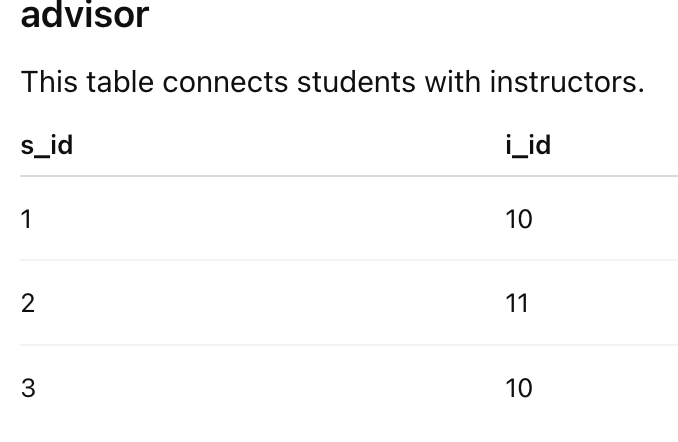 advisor
This table connects students with instructors.
s_id i_id
1 10
2 11
3 10